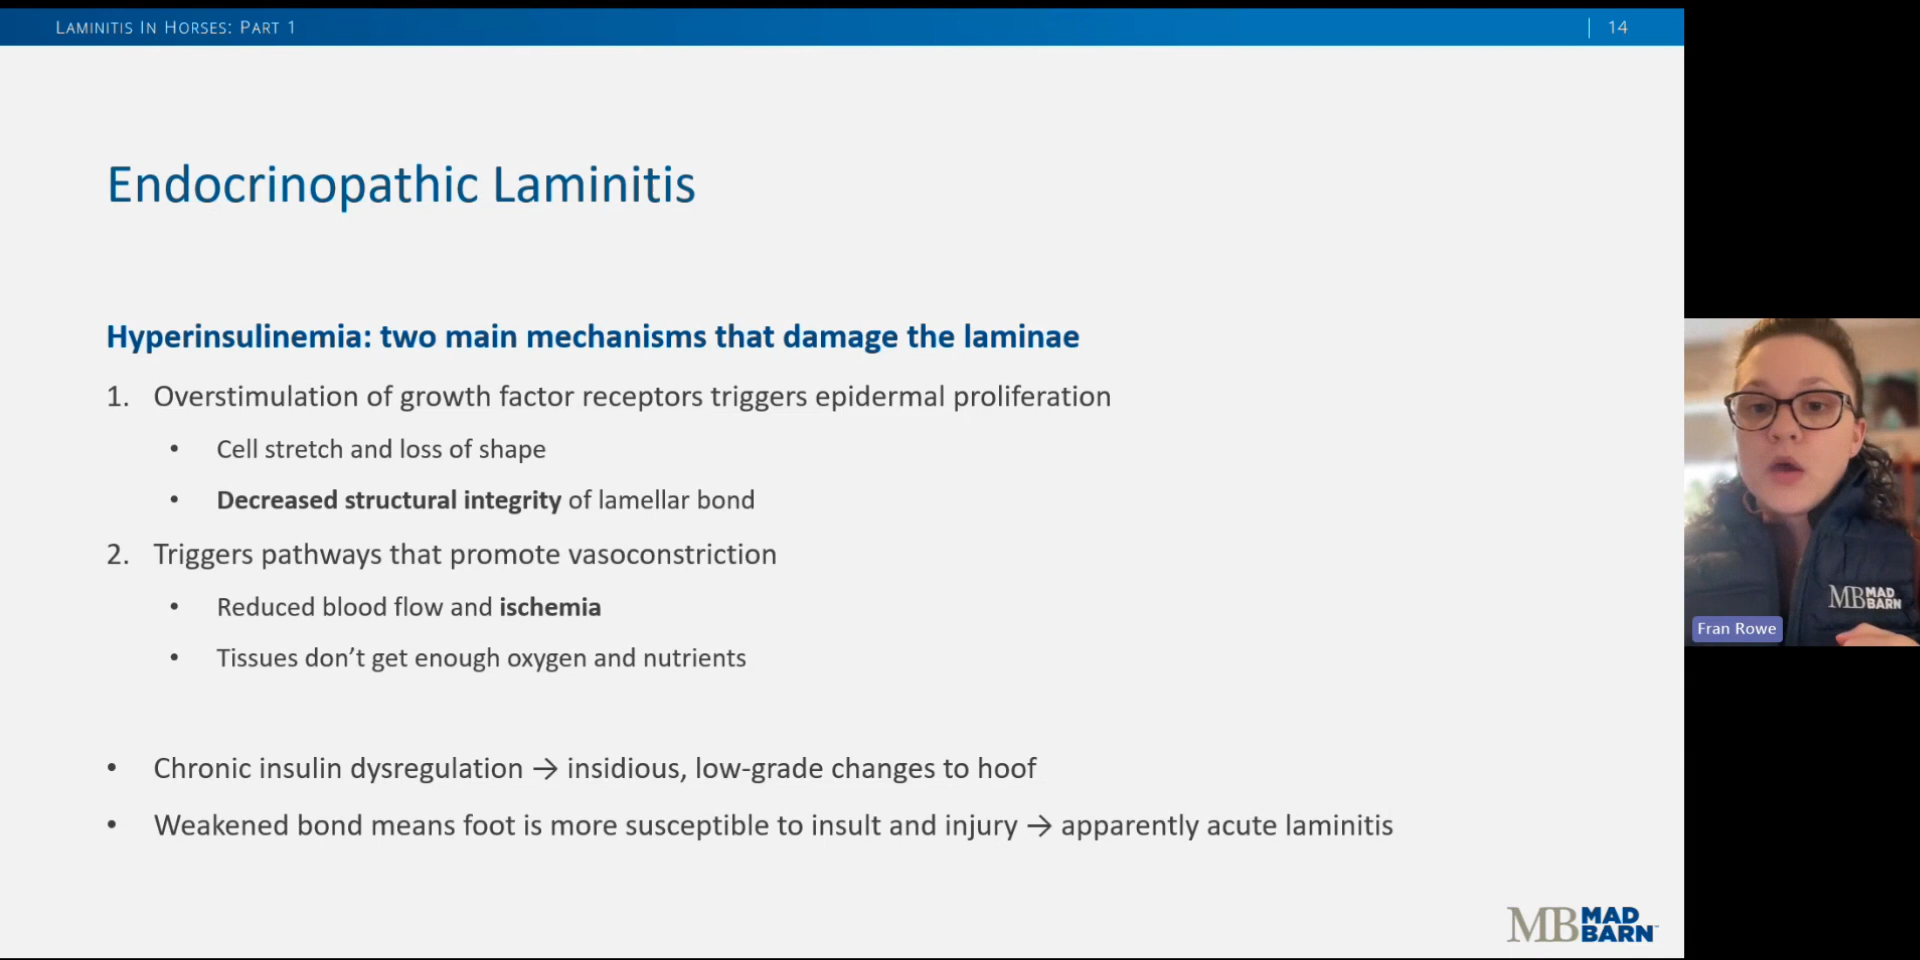 LAMINITIS IN HORSES: PART 1
14
Endocrinopathic Laminitis
Hyperinsulinemia: two main mechanisms that damage the laminae
1. Overstimulation of growth factor receptors triggers epidermal proliferation
• Cell stretch and loss of shape
• Decreased structural integrity of lamellar bond
2. Triggers pathways that promote vasoconstriction
• Reduced blood flow and ischemia
• Tissues don’t get enough oxygen and nutrients
• Chronic insulin dysregulation → insidious, low-grade changes to hoof
• Weakened bond means foot is more susceptible to insult and injury → apparently acute laminitis
MB MAD BARN
MB MAD BARN
Fran Rowe